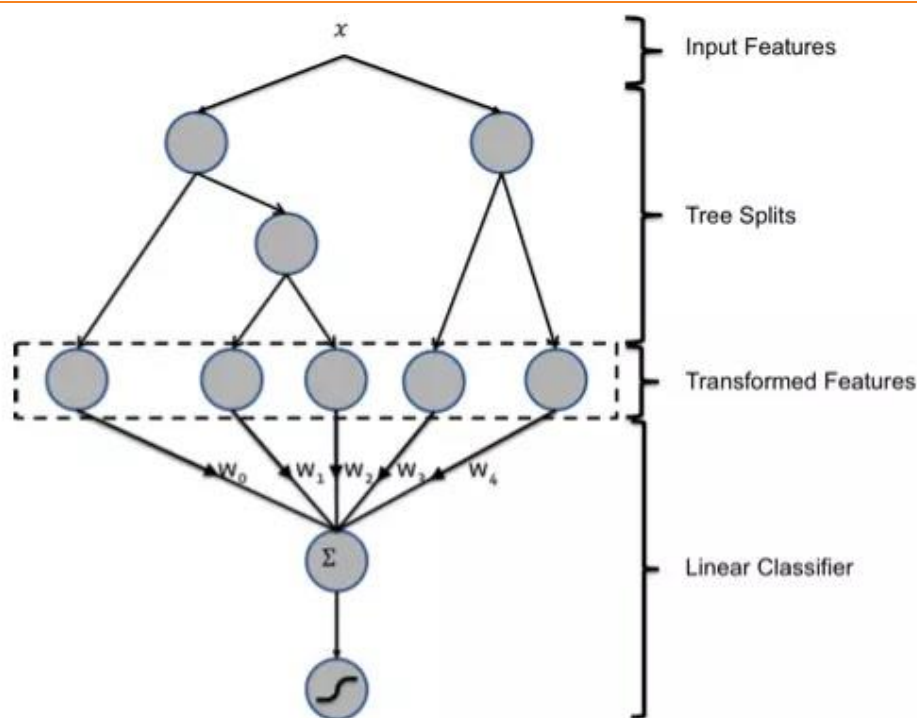 x
Input Features
Tree Splits
Transformed Features
W₀ W₁ W₂ W₃ W₄
Σ
Linear Classifier